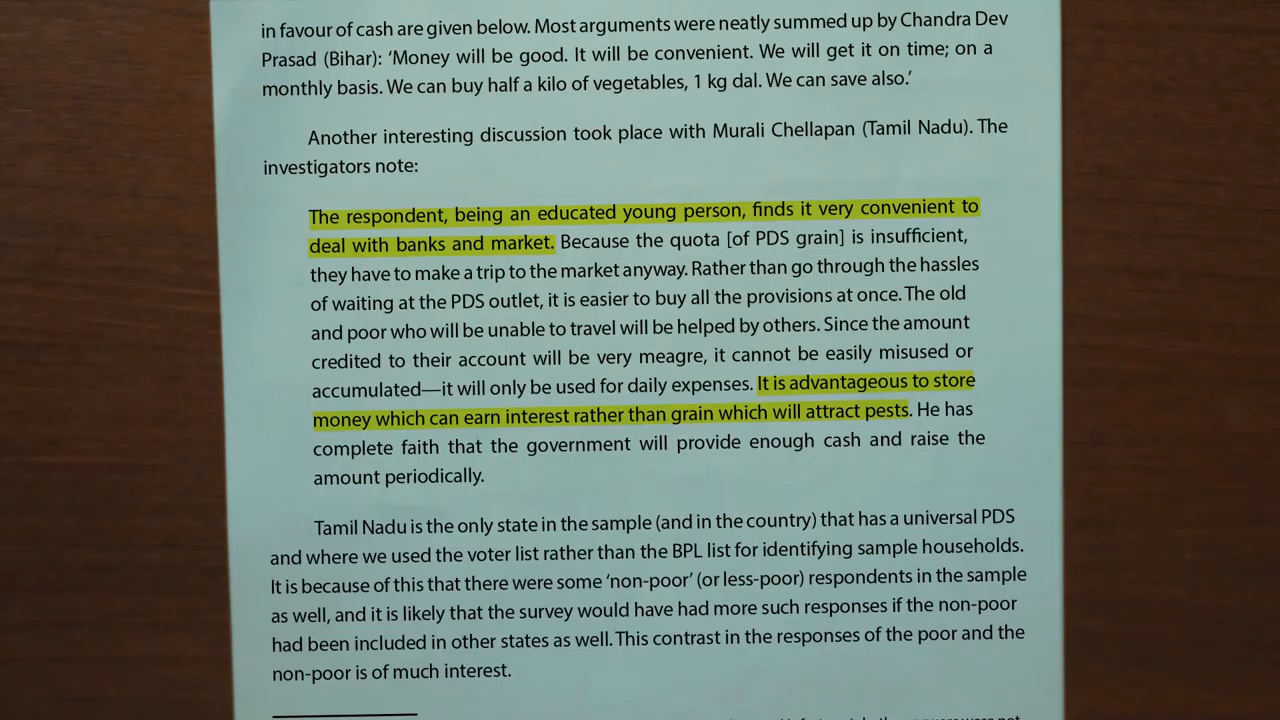 in favour of cash are given below. Most arguments were neatly summed up by Chandra Dev
Prasad (Bihar): ‘Money will be good. It will be convenient. We will get it on time; on a
monthly basis. We can buy half a kilo of vegetables, 1 kg dal. We can save also.’
Another interesting discussion took place with Murali Chellapan (Tamil Nadu). The
investigators note:
The respondent, being an educated young person, finds it very convenient to
deal with banks and market. Because the quota [of PDS grain] is insufficient,
they have to make a trip to the market anyway. Rather than go through the hassles
of waiting at the PDS outlet, it is easier to buy all the provisions at once. The old
and poor who will be unable to travel will be helped by others. Since the amount
credited to their account will be very meagre, it cannot be easily misused or
accumulated—it will only be used for daily expenses. It is advantageous to store
money which can earn interest rather than grain which will attract pests. He has
complete faith that the government will provide enough cash and raise the
amount periodically.
Tamil Nadu is the only state in the sample (and in the country) that has a universal PDS
and where we used the voter list rather than the BPL list for identifying sample households.
It is because of this that there were some ‘non-poor’ (or less-poor) respondents in the sample
as well, and it is likely that the survey would have had more such responses if the non-poor
had been included in other states as well. This contrast in the responses of the poor and the
non-poor is of much interest.